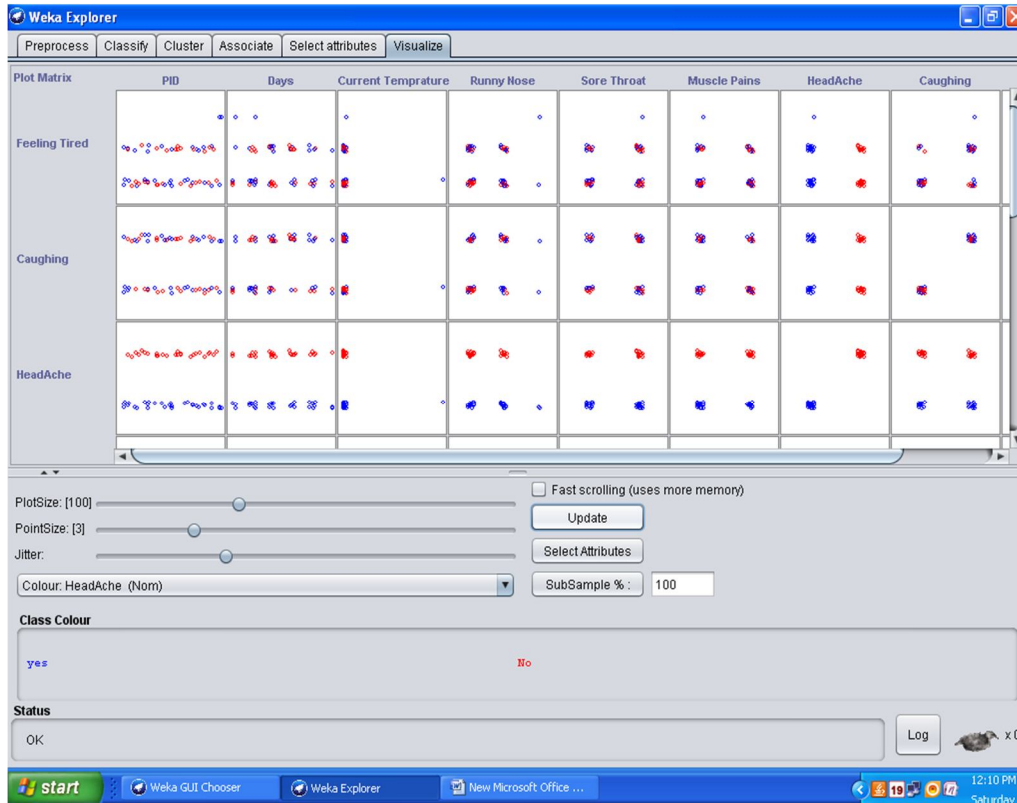 Weka Explorer
Preprocess Classify Cluster Associate Select attributes Visualize
Plot Matrix PID Days Current Temprature Runny Nose Sore Throat Muscle Pains HeadAche Caughing
Feeling Tired
Caughing
HeadAche
PlotSize: [100]
PointSize: [3]
Jitter:
Fast scrolling (uses more memory)
Update
Select Attributes
Colour: HeadAche (Nom)
SubSample % : 100
Class Colour
yes No
Status
OK
Log
x 0
start Weka GUI Chooser Weka Explorer New Microsoft Office ... 19 12:10 PM
Saturday